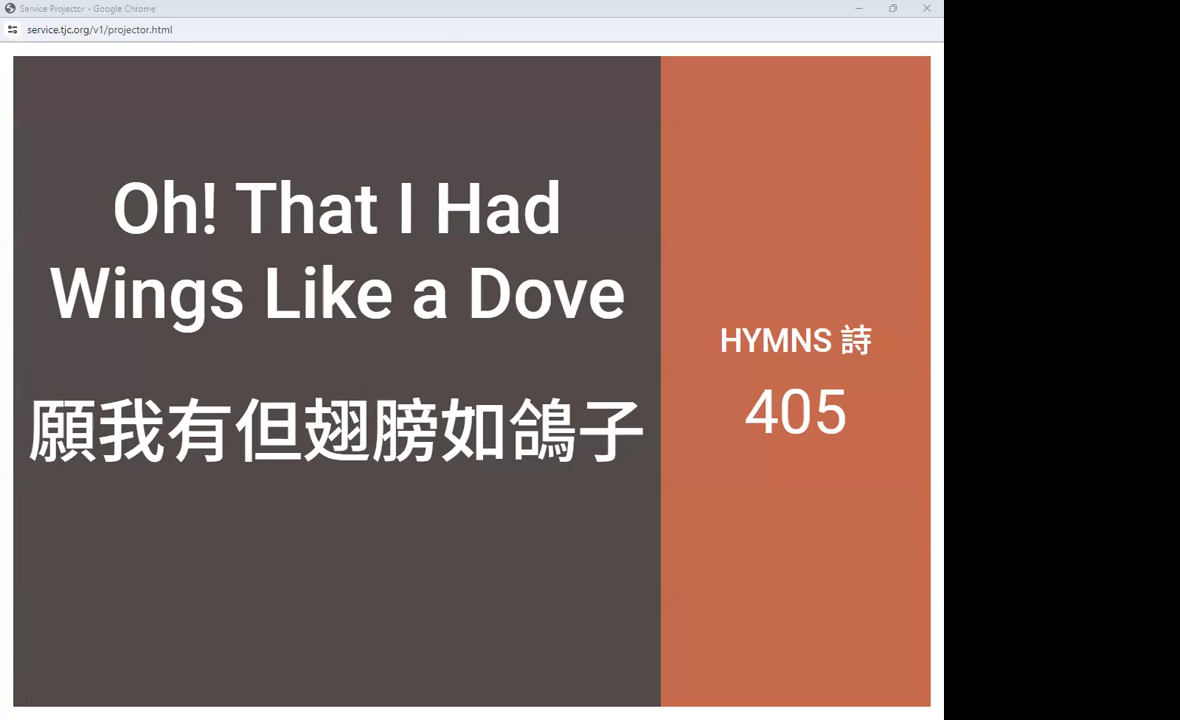 Service Projector - Google Chrome
service.tjc.org/v1/projector.html
Oh! That I Had
Wings Like a Dove
願我有但翅膀如鴿子
HYMNS 詩
405